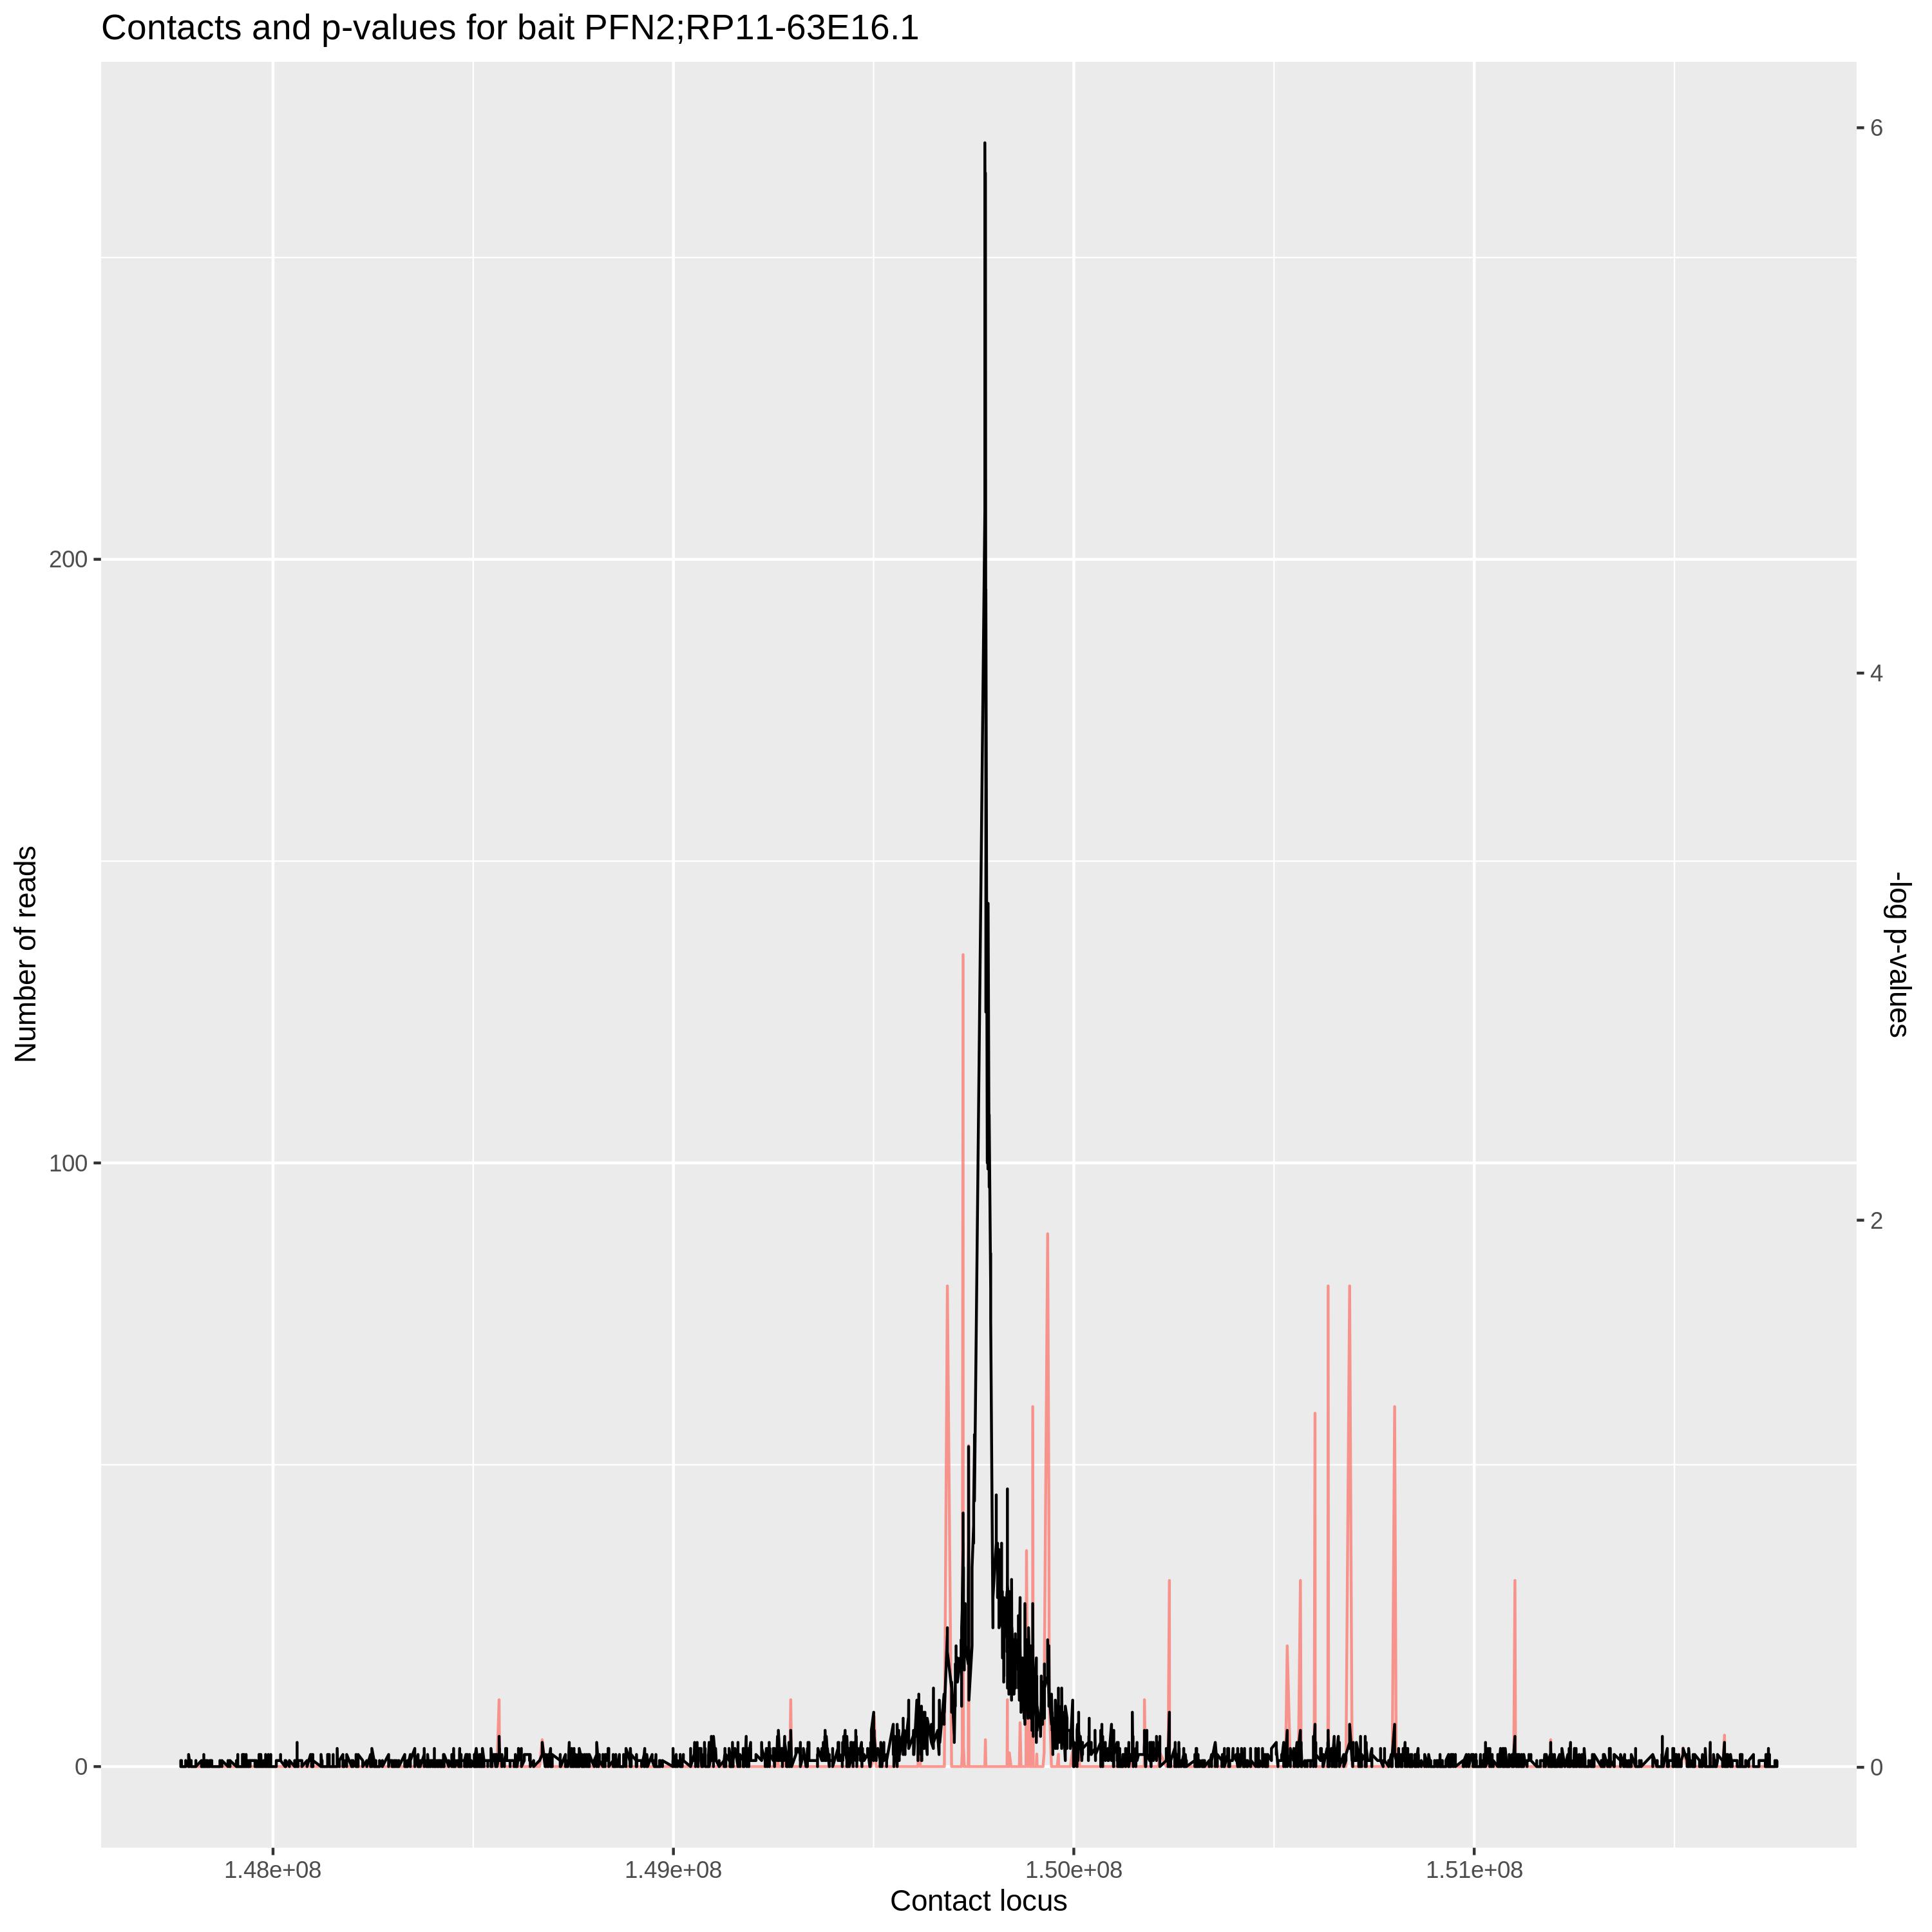 Contacts and p-values for bait PFN2;RP11-63E16.1
Number of reads
200
100
0
6
4
2
0
-log p-values
1.48e+08
1.49e+08
1.50e+08
1.51e+08
Contact locus